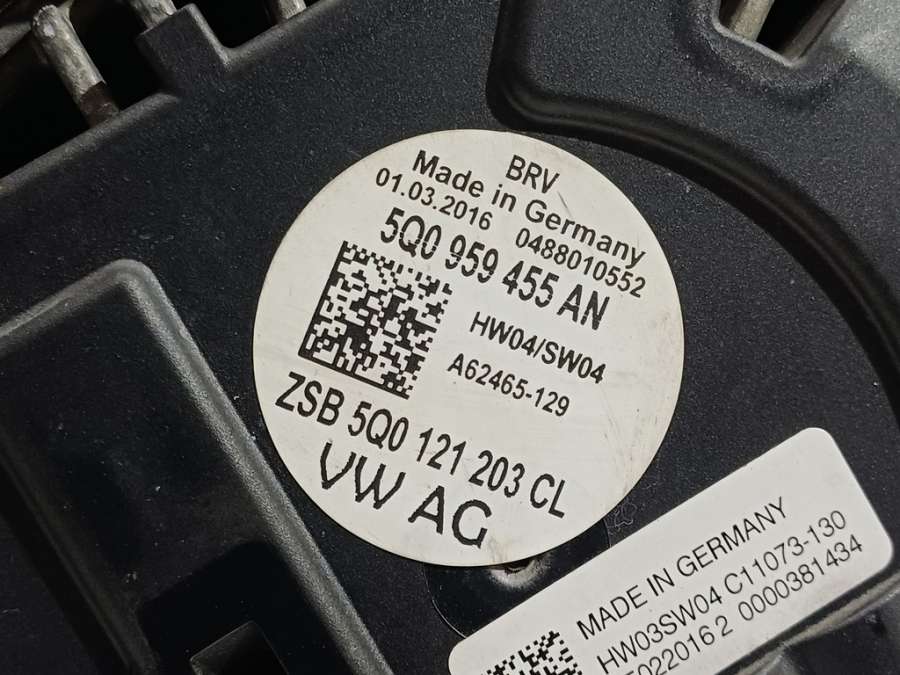 BRV
Made in Germany
01.03.2016 0488010552
5Q0 959 455 AN
HW04/SW04
A62465-129
ZSB 5Q0 121 203 CL
VW AG
MADE IN GERMANY
HW03SW04 C11073-130
2 0000381434